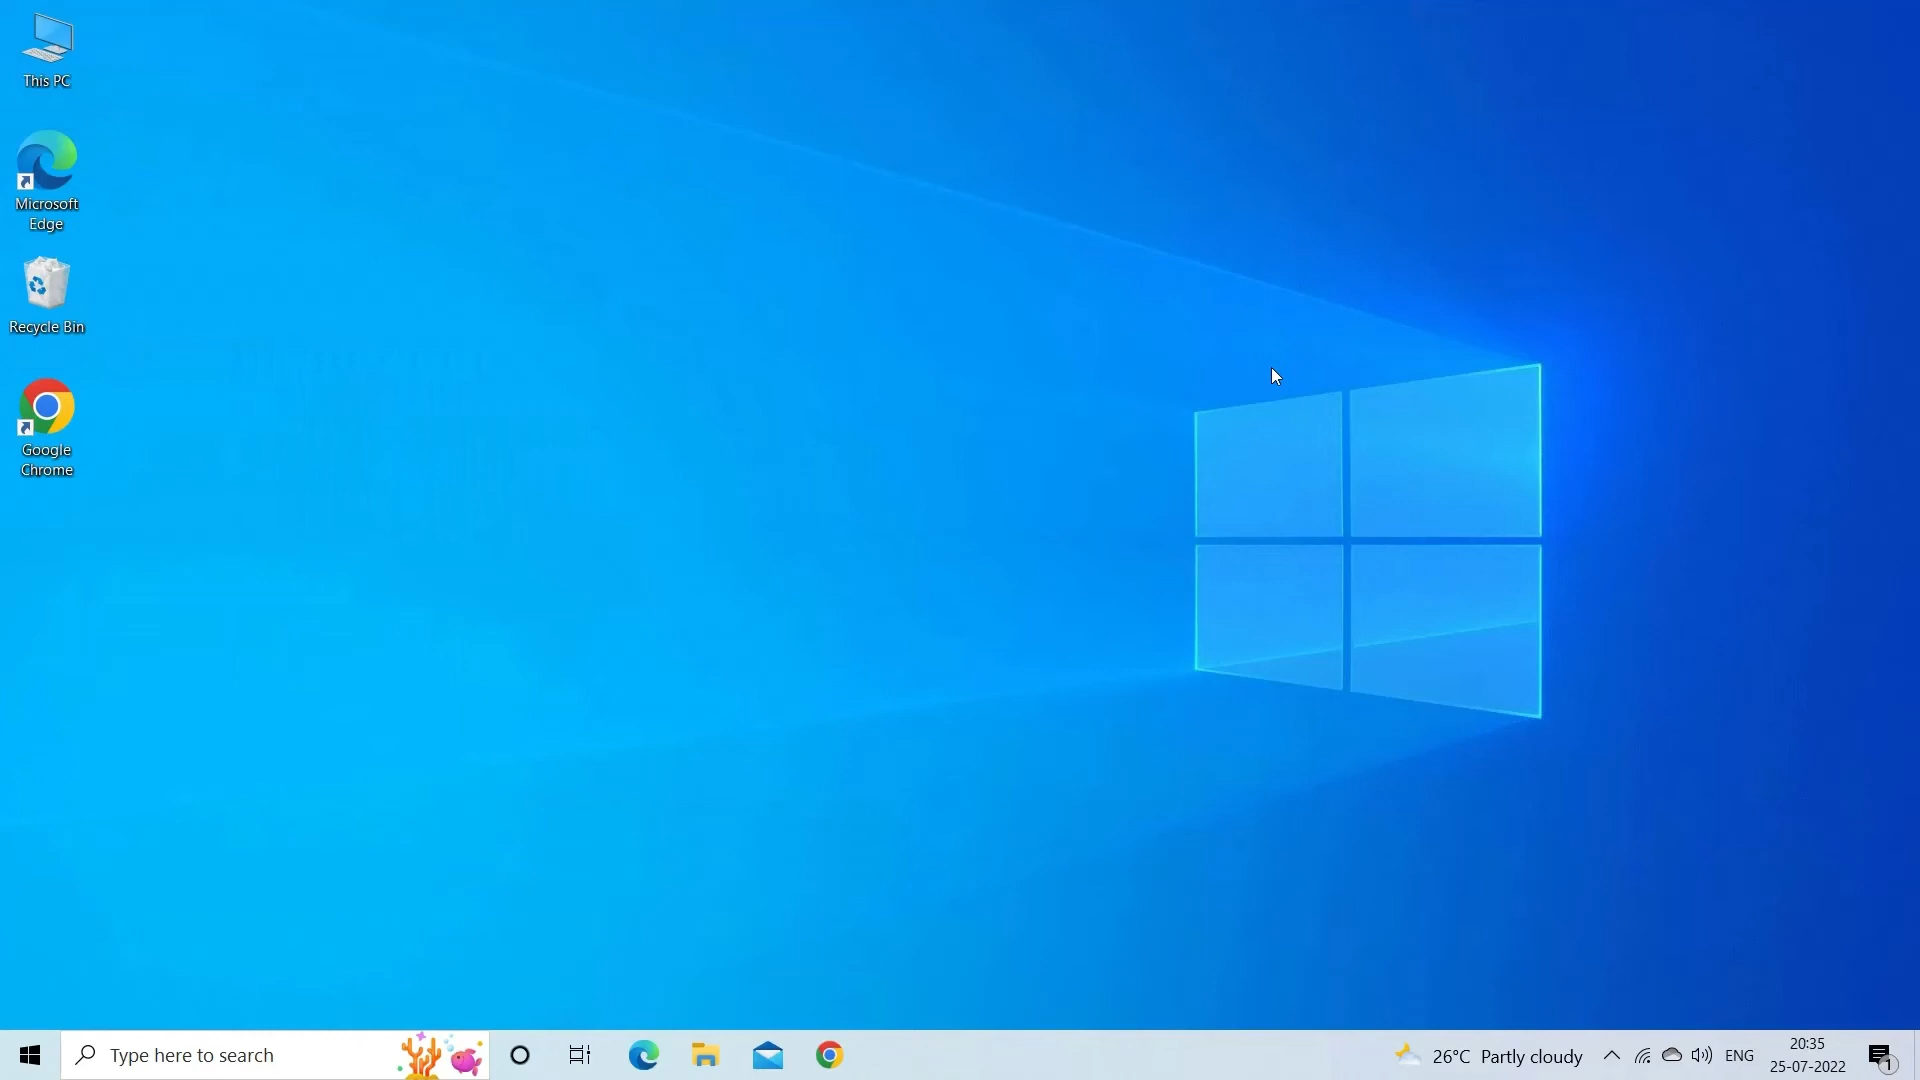 This PC
Microsoft
Edge
Recycle Bin
Google
Chrome
Type here to search
26°C Partly cloudy
ENG
20:35
25-07-2022
1